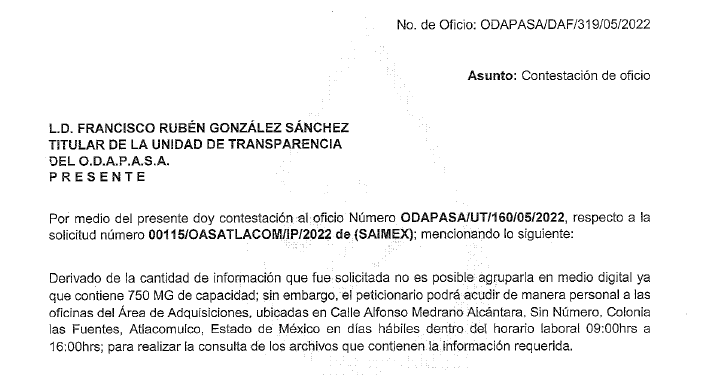 No. de Oficio: ODAPASA/DAF/319/05/2022
Asunto: Contestación de oficio
L.D. FRANCISCO RUBÉN GONZÁLEZ SÁNCHEZ
TITULAR DE LA UNIDAD DE TRANSPARENCIA
DEL O.D.A.P.A.S.A.
P R E S E N T E
Por medio del presente doy contestación al oficio Número ODAPASA/UT/160/05/2022, respecto a la
solicitud número 00115/OASATLACOM/IP/2022 de (SAIMEX); mencionando lo siguiente:
Derivado de la cantidad de información que fue solicitada no es posible agruparla en medio digital ya
que contiene 750 MG de capacidad; sin embargo, el peticionario podrá acudir de manera personal a las
oficinas del Área de Adquisiciones, ubicadas en Calle Alfonso Medrano Alcántara, Sin Número, Colonia
las Fuentes, Atlacomulco, Estado de México en días hábiles dentro del horario laboral 09:00hrs a
16:00hrs; para realizar la consulta de los archivos que contienen la información requerida.